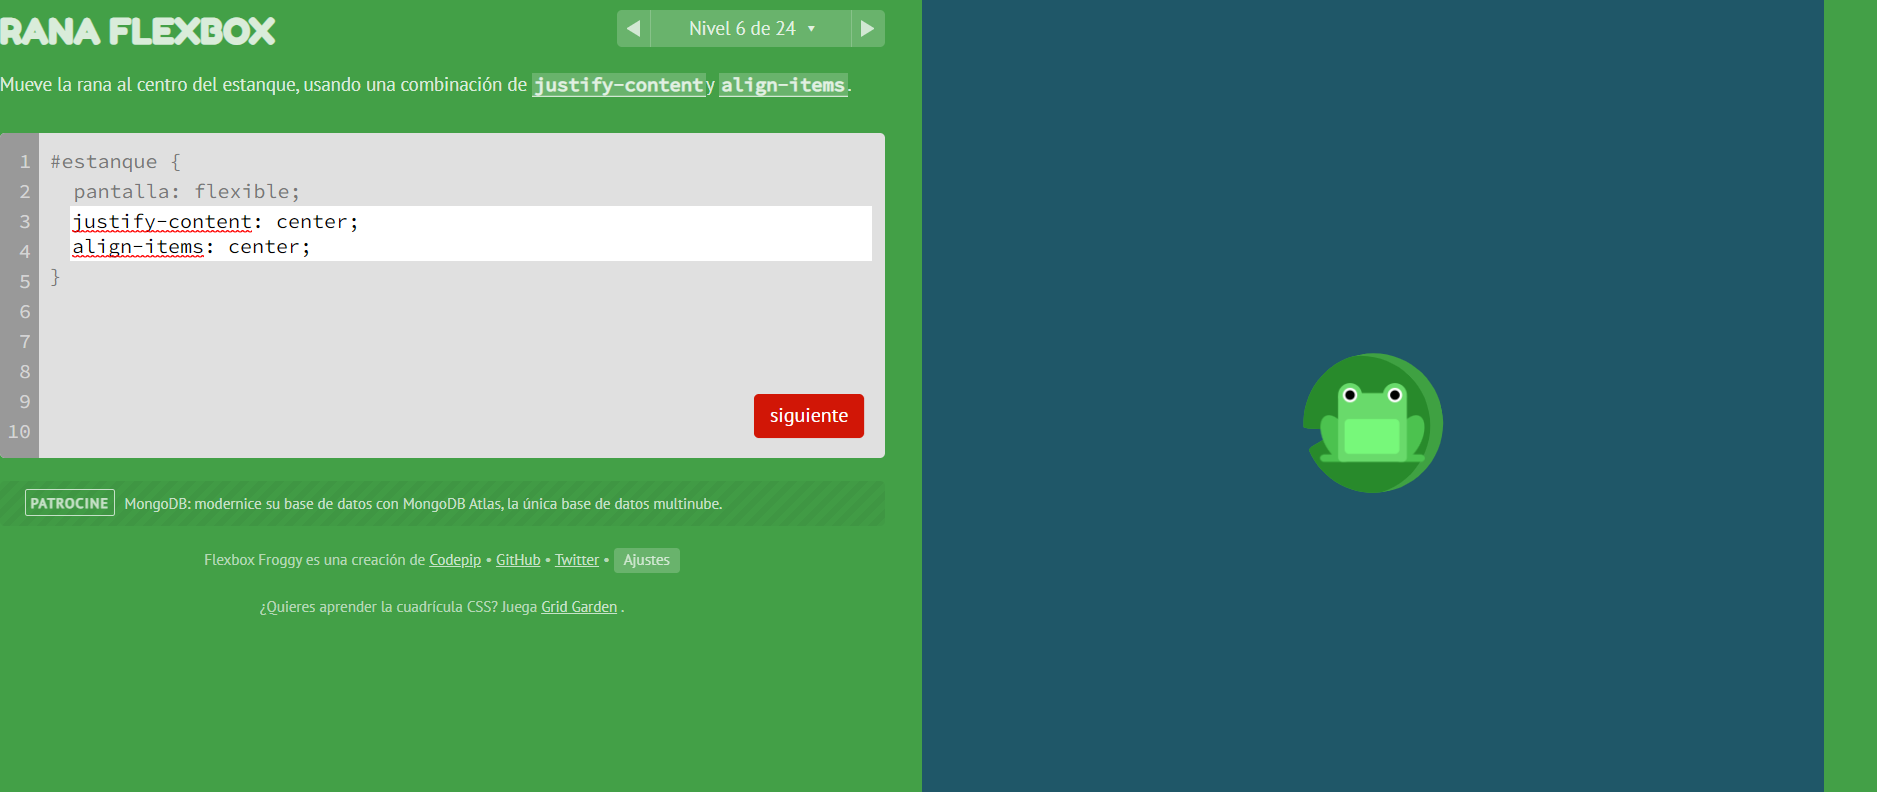 RANA FLEXBOX
Nivel 6 de 24 ▼
Mueve la rana al centro del estanque, usando una combinación de justify-content y align-items.
1 #estanque {
2 pantalla: flexible;
3 justify-content: center;
4 align-items: center;
5 }
6
7
8
9
10
siguiente
PATROCINE MongoDB: modernice su base de datos con MongoDB Atlas, la única base de datos multinube.
Flexbox Froggy es una creación de Codepip • GitHub • Twitter • Ajustes
¿Quieres aprender la cuadrícula CSS? Juega Grid Garden .